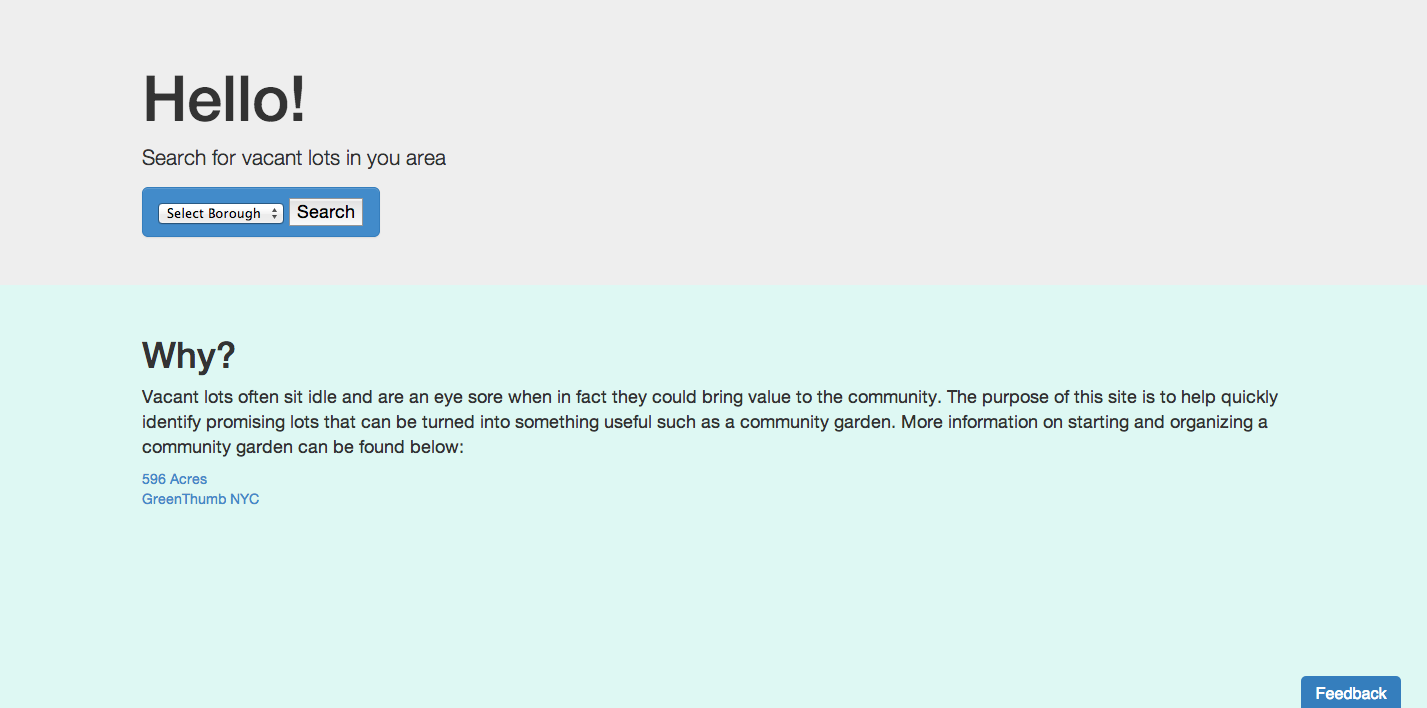 Hello!
Search for vacant lots in you area
Select Borough Search
Why?
Vacant lots often sit idle and are an eye sore when in fact they could bring value to the community. The purpose of this site is to help quickly
identify promising lots that can be turned into something useful such as a community garden. More information on starting and organizing a
community garden can be found below:
596 Acres
GreenThumb NYC
Feedback